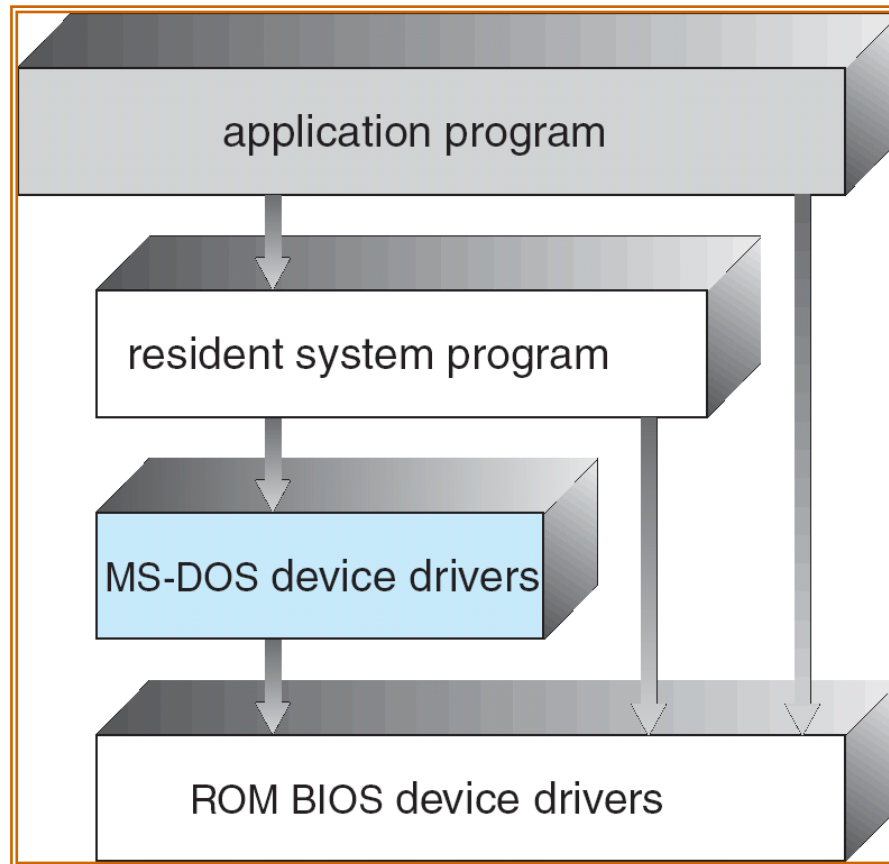 application program
resident system program
MS-DOS device drivers
ROM BIOS device drivers